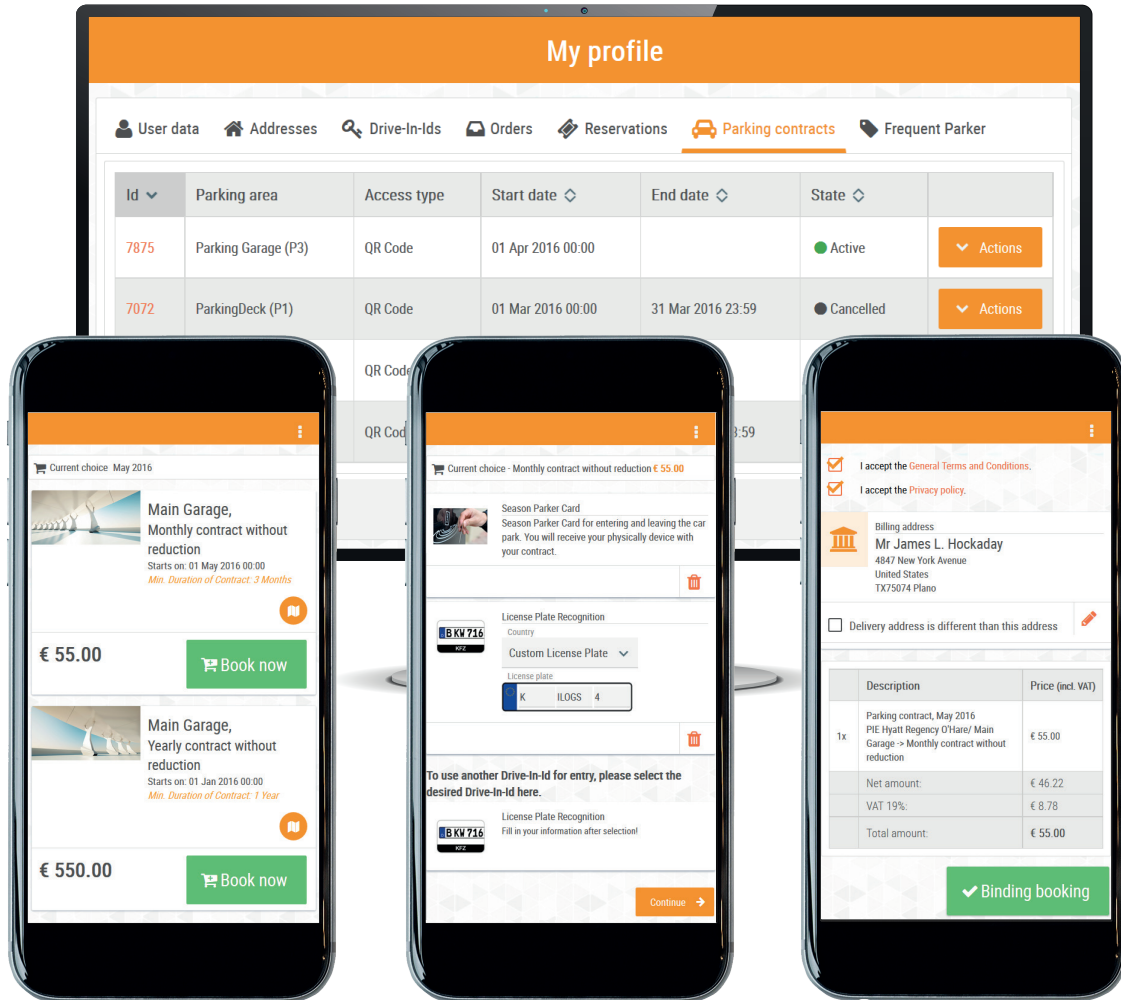 My profile
User data Addresses Drive-In-Ids Orders Reservations Parking contracts Frequent Parker
Id Parking area Access type Start date End date State
7875 Parking Garage (P3) QR Code 01 Apr 2016 00:00 Active Actions
7072 ParkingDeck (P1) QR Code 01 Mar 2016 00:00 31 Mar 2016 23:59 Cancelled Actions
QR Code
QR Cod 3:59
Current choice May 2016
Main Garage,
Monthly contract without
reduction
Starts on: 01 May 2016 00:00
Min. Duration of Contract: 3 Months
€ 55.00
Book now
Main Garage,
Yearly contract without
reduction
Starts on: 01 Jan 2016 00:00
Min. Duration of Contract: 1 Year
€ 550.00
Book now
Current choice - Monthly contract without reduction € 55.00
Season Parker Card
Season Parker Card for entering and leaving the car
park. You will receive your physically device with
your contract.
License Plate Recognition
B KW 716
KFZ
Country
Custom License Plate
License plate
K ILOGS 4
To use another Drive-In-Id for entry, please select the
desired Drive-In-Id here.
License Plate Recognition
B KW 716
KFZ
Fill in your information after selection!
Continue
I accept the General Terms and Conditions.
I accept the Privacy policy.
Billing address
Mr James L. Hockaday
4847 New York Avenue
United States
TX75074 Plano
Delivery address is different than this address
Description Price (incl. VAT)
1x Parking contract, May 2016
PIE Hyatt Regency O'Hare/ Main
Garage -> Monthly contract without
reduction
€ 55.00
Net amount: € 46.22
VAT 19%: € 8.78
Total amount: € 55.00
Binding booking